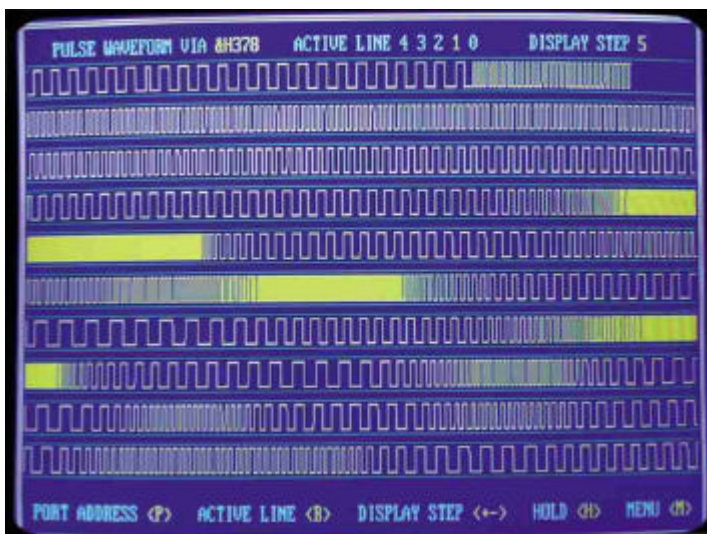 PULSE WAVEFORM VIA &H378 ACTIVE LINE 4 3 2 1 0 DISPLAY STEP 5
PORT ADDRESS <P> ACTIVE LINE <B> DISPLAY STEP <+-> HOLD <H> MENU <M>